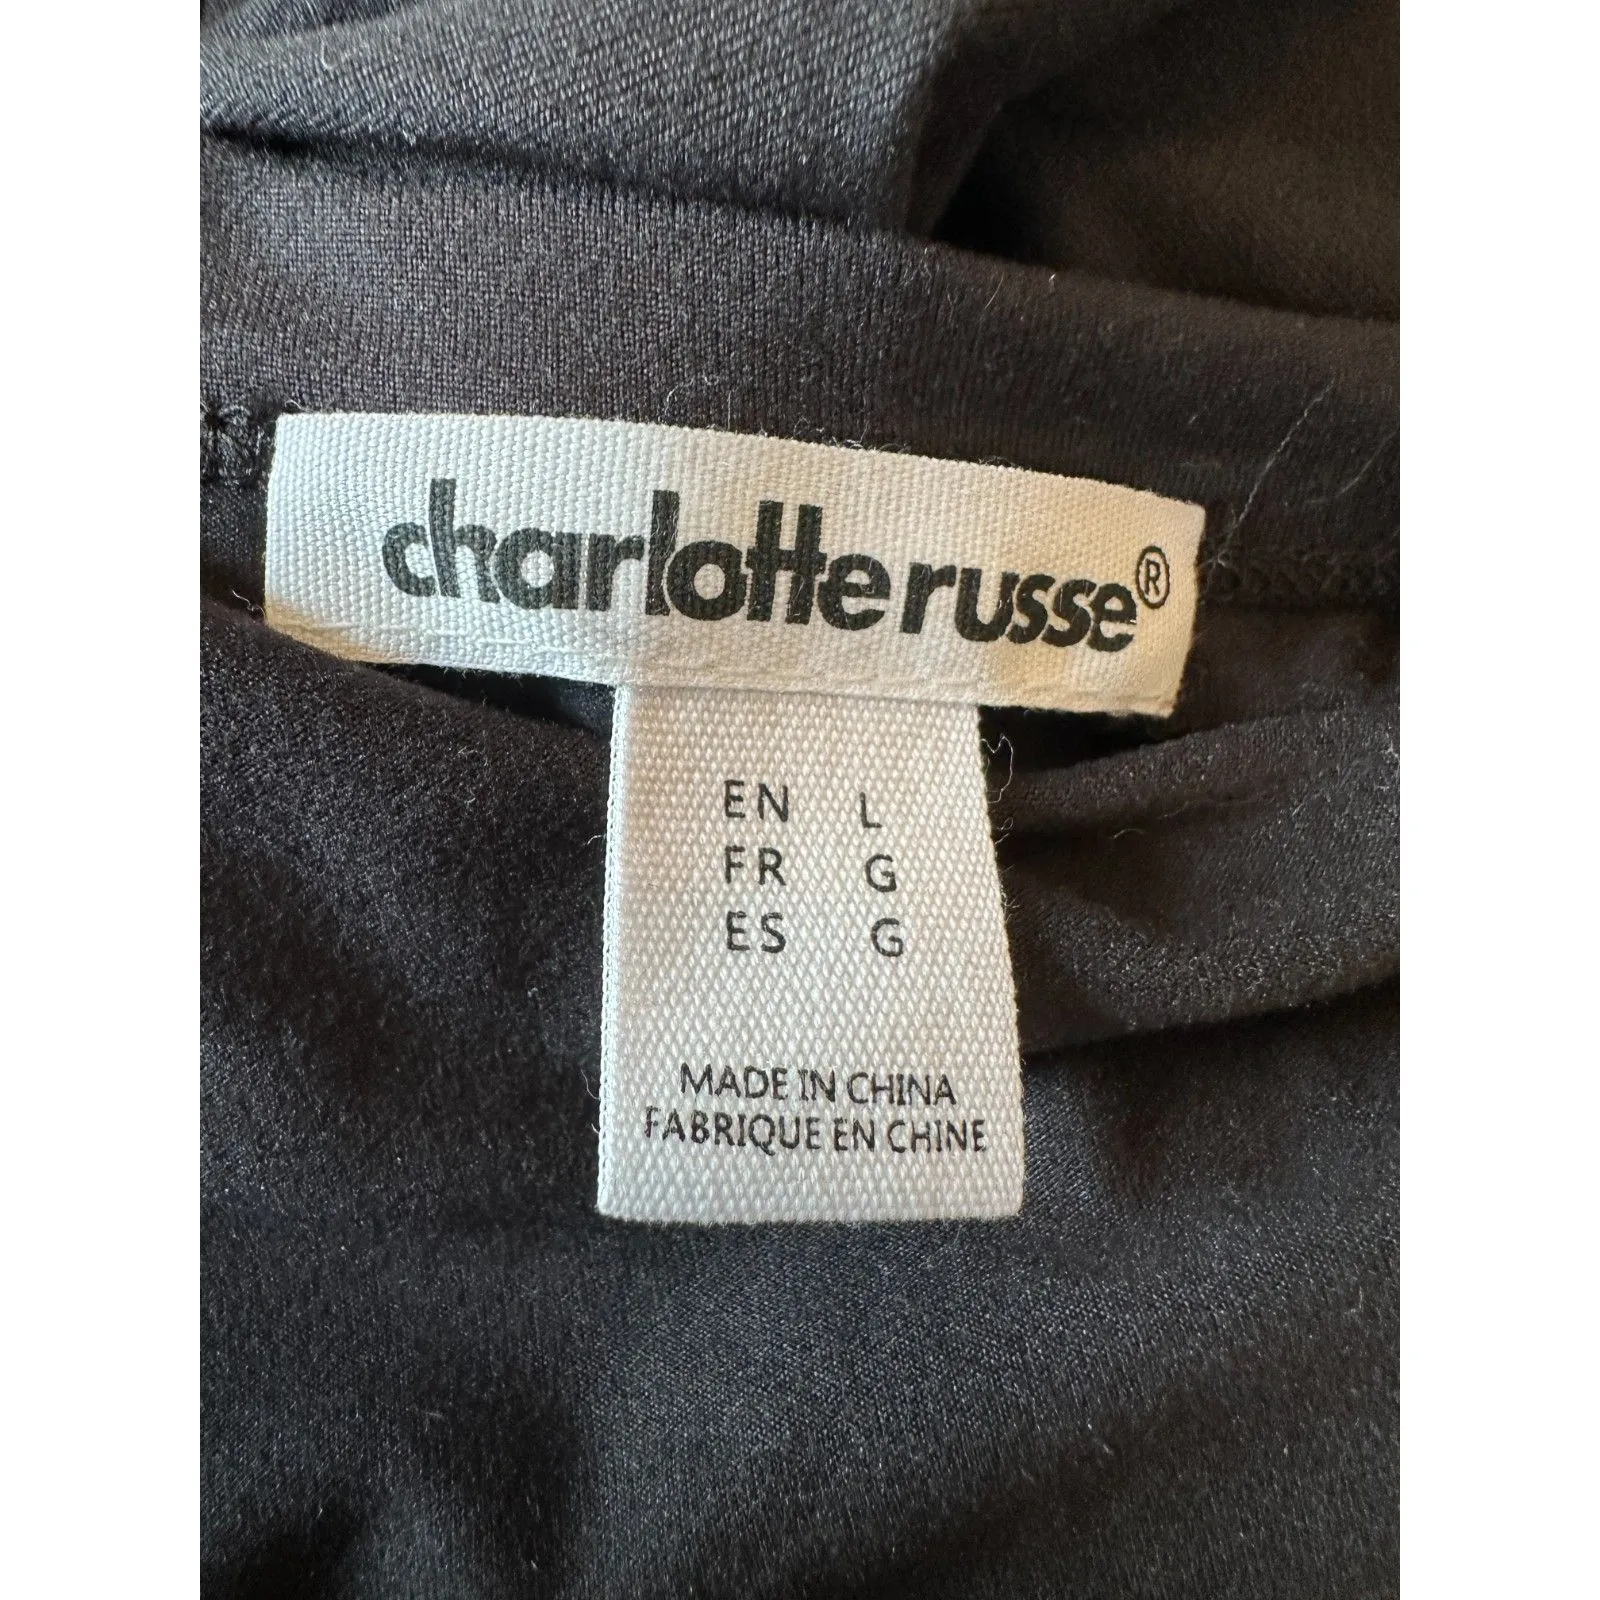 charlotte russe®
EN L
FR G
ES G
MADE IN CHINA
FABRIQUE EN CHINE